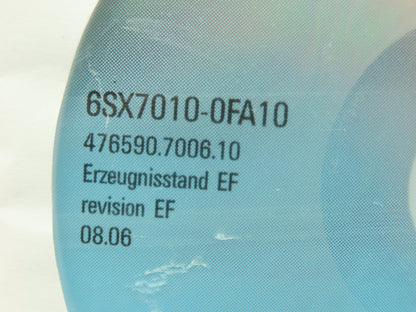 6SX7010-0FA10
476590.7006.10
Erzeugnisstand EF
revision EF
08.06